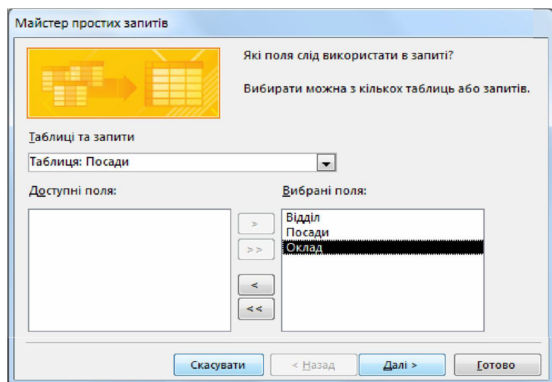 Майстер простих запитів
Які поля слід використати в запиті?
Вибирати можна з кількох таблиць або запитів.
Таблиці та запити
Таблиця: Посади
Доступні поля:
Вибрані поля:
Відділ
Посади
Оклад
>
>>
<
<<
Скасувати
< Назад
Далі >
Готово